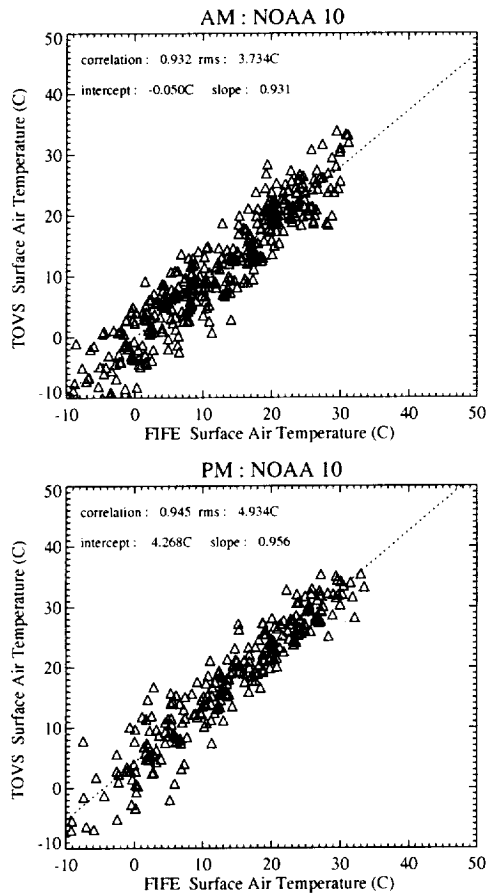 AM : NOAA 10
50
correlation : 0.932 rms : 3.734C
40
intercept : -0.050C slope : 0.931
30
20
10
0
-10
TOVS Surface Air Temperature (C)
-10 0 10 20 30 40 50
FIFE Surface Air Temperature (C)
PM : NOAA 10
50
correlation : 0.945 rms : 4.934C
40
intercept : 4.268C slope : 0.956
30
20
10
0
-10
TOVS Surface Air Temperature (C)
-10 0 10 20 30 40 50
FIFE Surface Air Temperature (C)